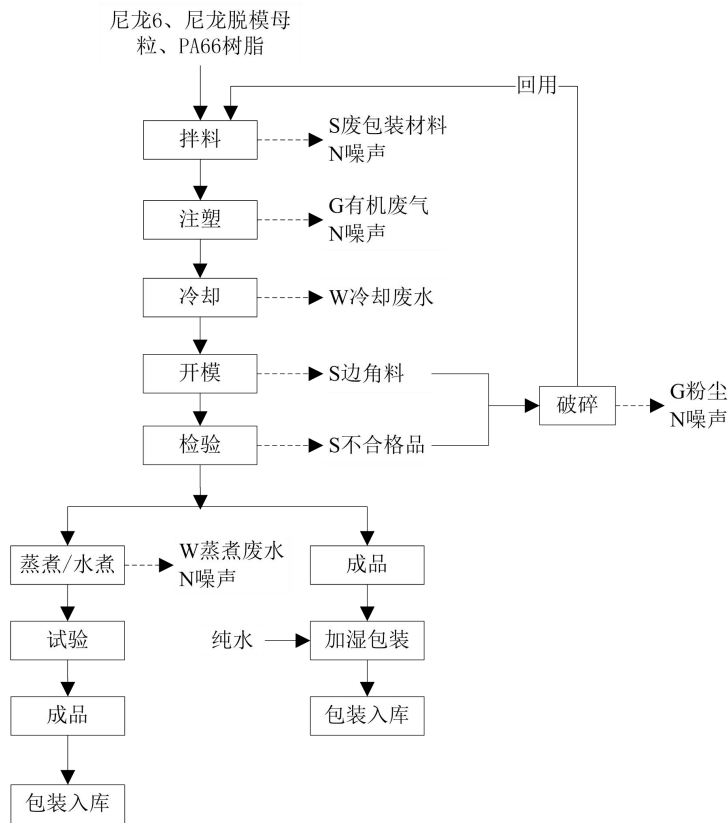 尼龙6、尼龙脱模母
粒、PA66树脂
回用
拌料
S废包装材料
N噪声
注塑
G有机废气
N噪声
冷却
W冷却废水
开模
S边角料
破碎
G粉尘
N噪声
检验
S不合格品
蒸煮/水煮
W蒸煮废水
N噪声
成品
试验
纯水
加湿包装
成品
包装入库
包装入库